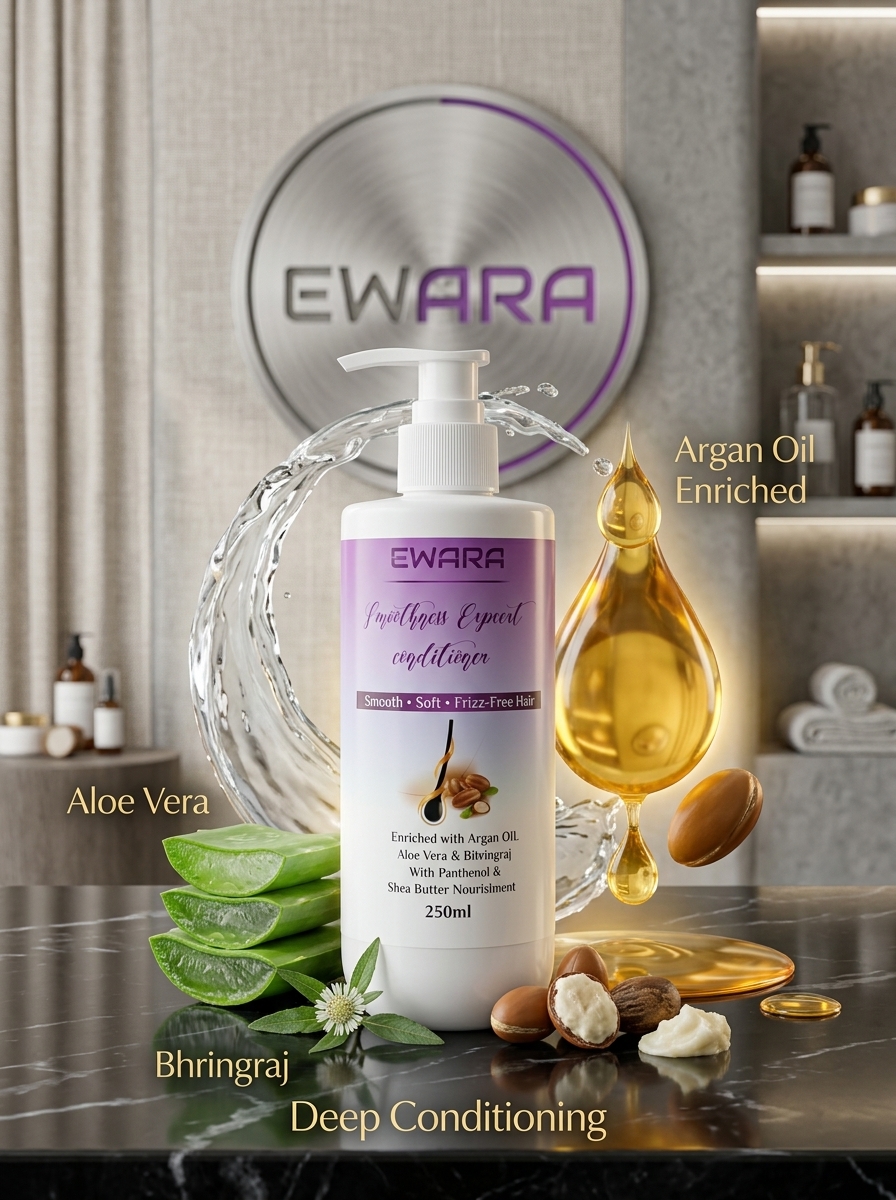 EWARA
Argan Oil
Enriched
EWARA
Smoothness Expcert
conditioner
Smooth • Soft • Frizz-Free Hair
Enriched with Argan OIL
Aloe Vera & Bitvingraj
With Panthenol &
Shea Butter Nourislment
250ml
Aloe Vera
Bhringraj
Deep Conditioning